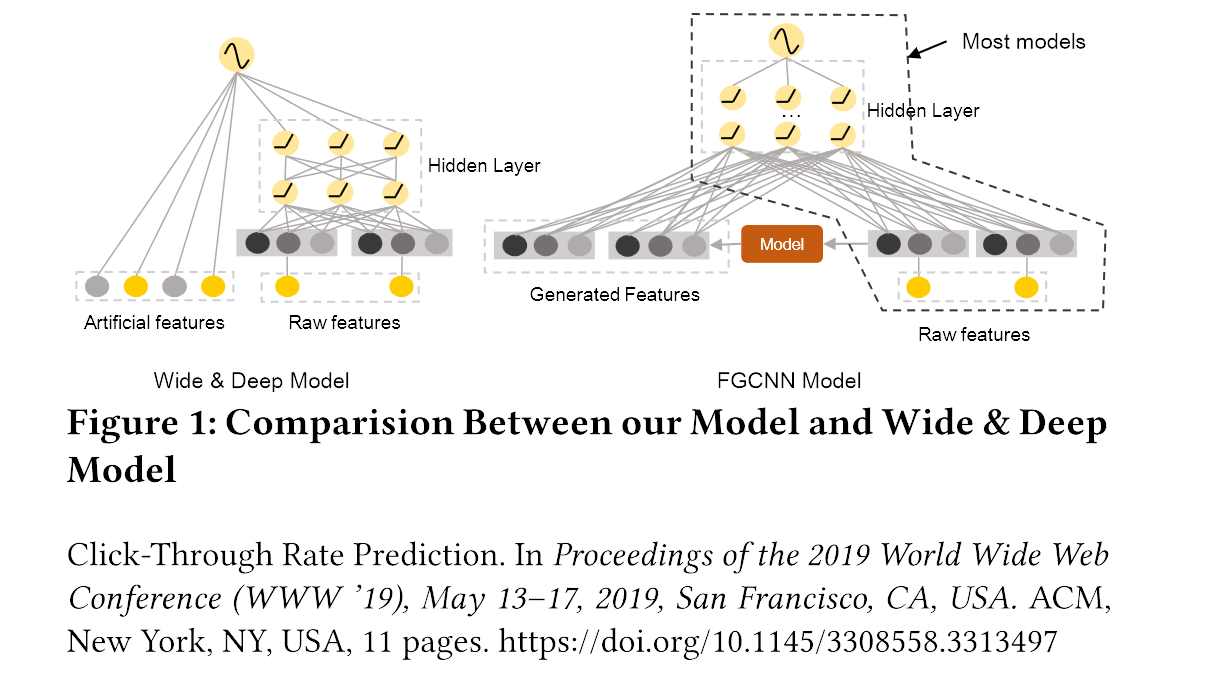 Most models
Hidden Layer
...
Hidden Layer
Model
Artificial features
Raw features
Generated Features
Raw features
Wide & Deep Model
FGCNN Model
Figure 1: Comparision Between our Model and Wide & Deep
Model
Click-Through Rate Prediction. In Proceedings of the 2019 World Wide Web
Conference (WWW ’19), May 13–17, 2019, San Francisco, CA, USA. ACM,
New York, NY, USA, 11 pages. https://doi.org/10.1145/3308558.3313497